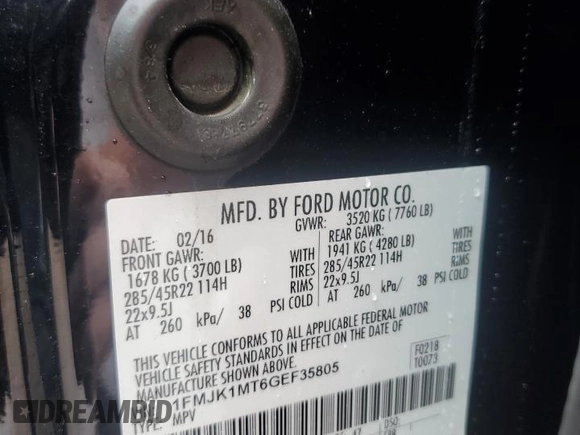 MFD. BY FORD MOTOR CO.
DATE: 02/16 GVWR: 3520 KG ( 7760 LB)
FRONT GAWR: REAR GAWR:
1678 KG ( 3700 LB) WITH 1941 KG ( 4280 LB) WITH
285/45R22 114H TIRES 285/45R22 114H TIRES
22x9.5J RIMS 22x9.5J RIMS
AT 260 kPa/ 38 PSI COLD AT 260 kPa/ 38 PSI COLD
THIS VEHICLE CONFORMS TO ALL APPLICABLE FEDERAL MOTOR
VEHICLE SAFETY STANDARDS IN EFFECT ON THE DATE OF
MANUFACTURE SHOWN ABOVE. F0218
1FMJK1MT6GEF35805 T0073
MPV